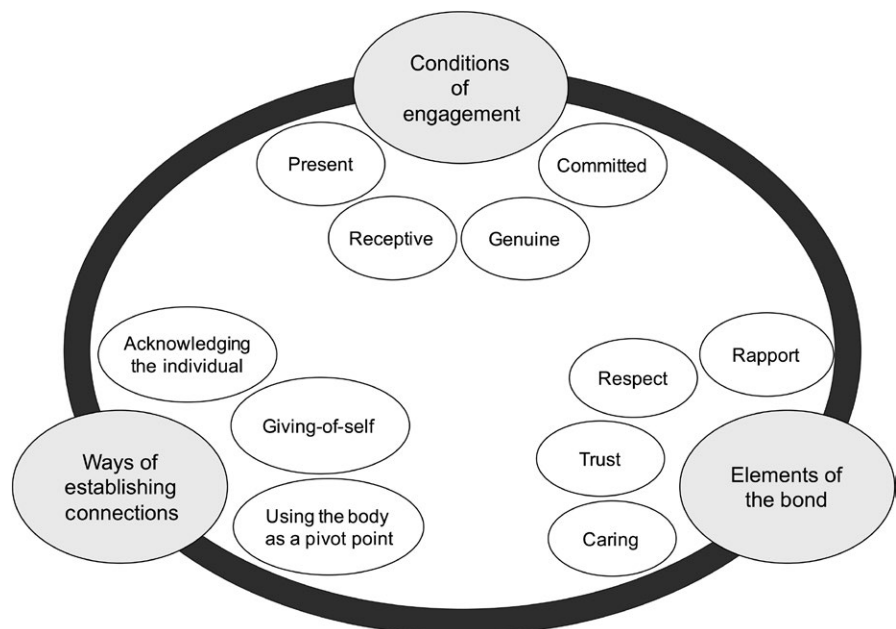 Conditions
of
engagement
Present
Committed
Receptive
Genuine
Acknowledging
the individual
Giving-of-self
Ways of
establishing
connections
Using the body
as a pivot point
Rapport
Respect
Trust
Elements of
the bond
Caring